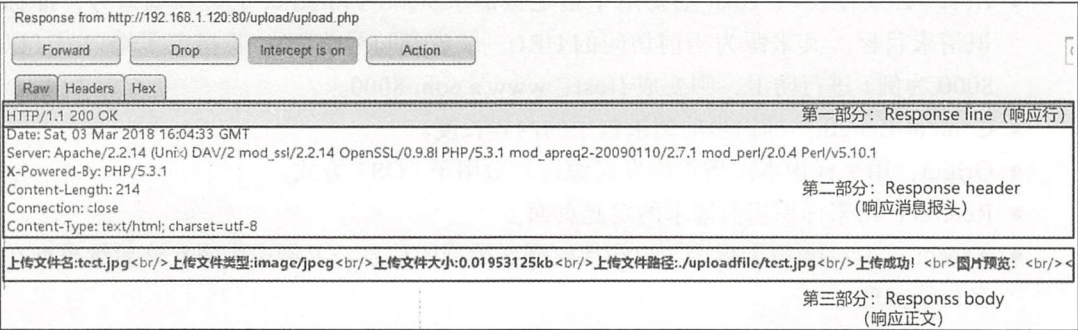 Response from http://192.168.1.120:80/upload/upload.php
Forward Drop Intercept is on Action
Raw Headers Hex
HTTP/1.1 200 OK 第一部分：Response line（响应行）
Date: Sat, 03 Mar 2018 16:04:33 GMT
Server: Apache/2.2.14 (Unix) DAV/2 mod_ssl/2.2.14 OpenSSL/0.9.8l PHP/5.3.1 mod_apreq2-20090110/2.7.1 mod_perl/2.0.4 Perl/v5.10.1
X-Powered-By: PHP/5.3.1
Content-Length: 214
第二部分：Response header
Connection: close
（响应消息报头）
Content-Type: text/html; charset=utf-8
上传文件名:test.jpg<br/>上传文件类型:image/jpeg<br/>上传文件大小:0.01953125kb<br/>上传文件路径:./uploadfile/test.jpg<br/>上传成功！<br>图片预览：<br/><
第三部分：Responss body
（响应正文）